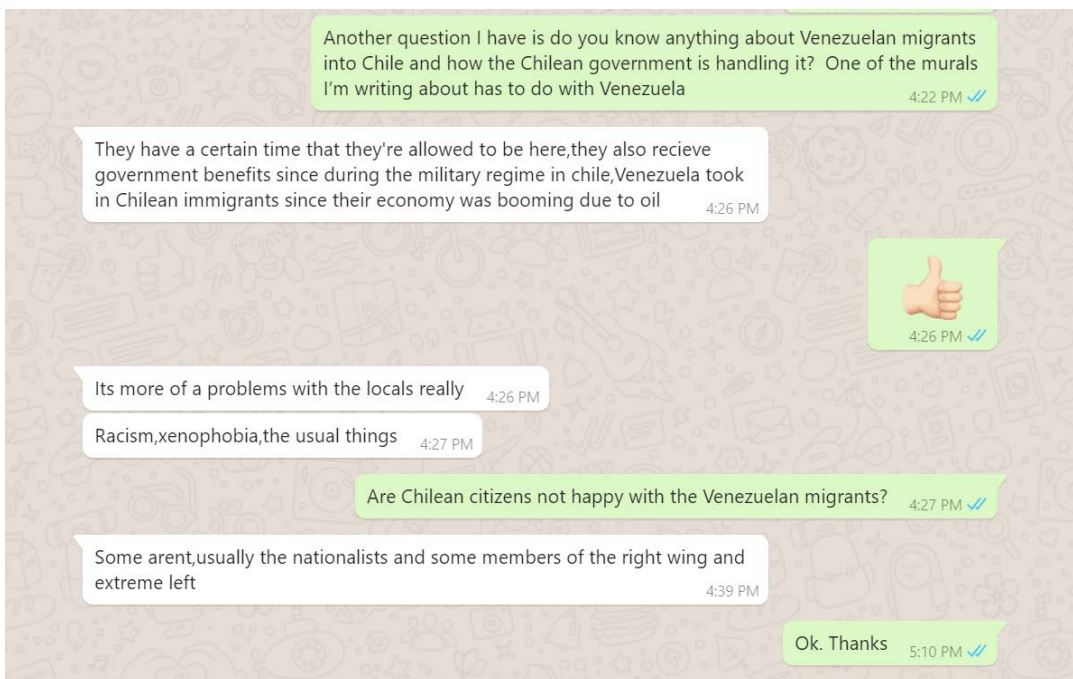 Another question I have is do you know anything about Venezuelan migrants
into Chile and how the Chilean government is handling it?  One of the murals
I'm writing about has to do with Venezuela
4:22 PM
They have a certain time that they're allowed to be here,they also recieve
government benefits since during the military regime in chile,Venezuela took
in Chilean immigrants since their economy was booming due to oil
4:26 PM
4:26 PM
Its more of a problems with the locals really 4:26 PM
Racism,xenophobia,the usual things 4:27 PM
Are Chilean citizens not happy with the Venezuelan migrants? 4:27 PM
Some arent,usually the nationalists and some members of the right wing and
extreme left
4:39 PM
Ok. Thanks 5:10 PM